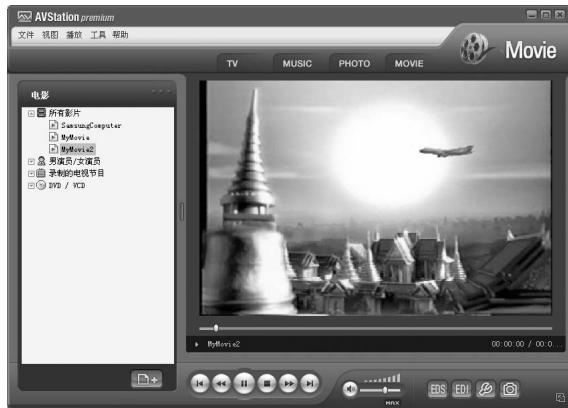 AVStation premium
文件 视图 播放 工具 帮助
Movie
TV MUSIC PHOTO MOVIE
电影
所有影片
SamsungComputer
MyMovie
MyMovie2
男演员/女演员
录制的电视节目
DVD / VCD
MyMovie2 00:00:00 / 00:0...
MAX
EDS EDI